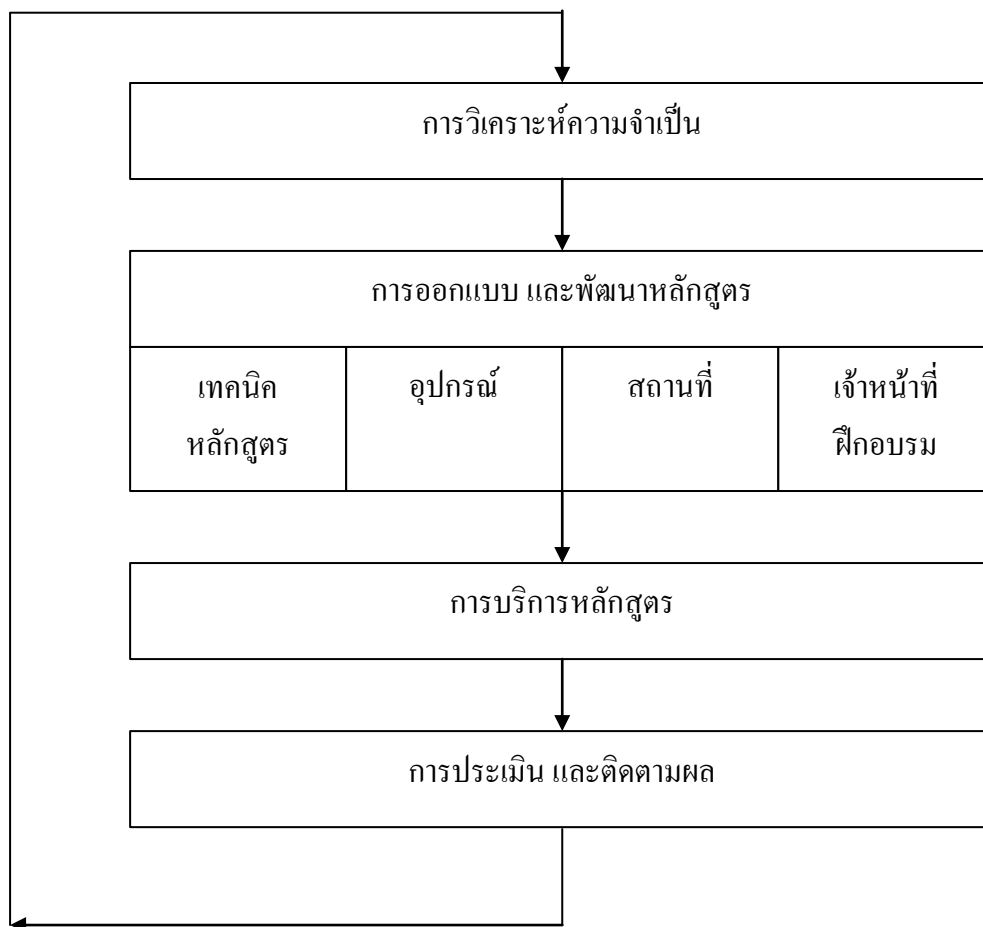 การวิเคราะห์ความจำเป็น
การออกแบบ และพัฒนาหลักสูตร
เทคนิค
หลักสูตร
อุปกรณ์
สถานที่
เจ้าหน้าที่
ฝึกอบรม
การบริการหลักสูตร
การประเมิน และติดตามผล